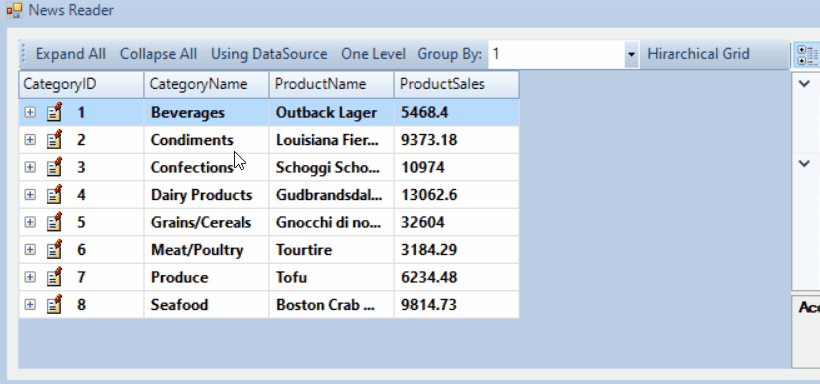 News Reader
Expand All Collapse All Using DataSource One Level Group By: 1 Hirarchical Grid
CategoryID CategoryName ProductName ProductSales
1 Beverages Outback Lager 5468.4
2 Condiments Louisiana Fier... 9373.18
3 Confections Schoggi Scho... 10974
4 Dairy Products Gudbrandsdal... 13062.6
5 Grains/Cereals Gnocchi di no... 32604
6 Meat/Poultry Tourtire 3184.29
7 Produce Tofu 6234.48
8 Seafood Boston Crab ... 9814.73